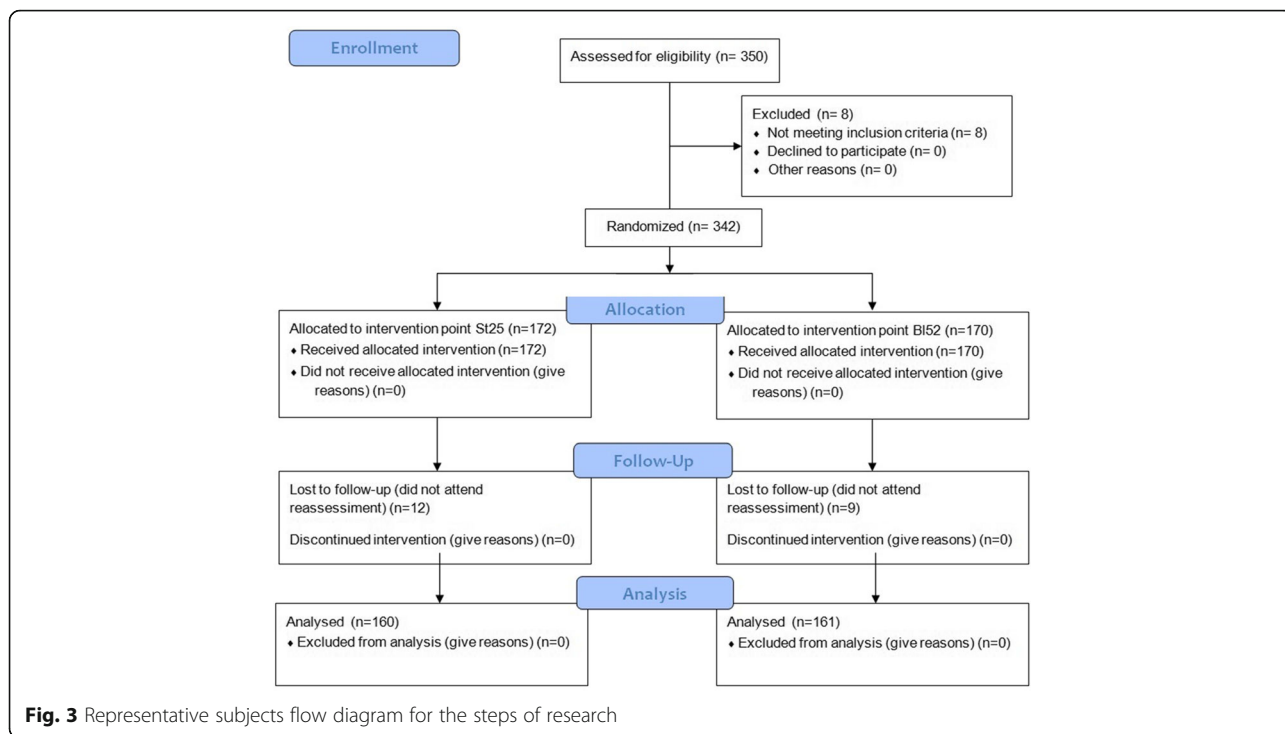 Enrollment
Assessed for eligibility (n= 350)
Excluded (n= 8)
♦ Not meeting inclusion criteria (n= 8)
♦ Declined to participate (n= 0)
♦ Other reasons (n= 0)
Randomized (n= 342)
Allocation
Allocated to intervention point St25 (n=172)
♦ Received allocated intervention (n=172)
♦ Did not receive allocated intervention (give
reasons) (n=0)
Allocated to intervention point Bl52 (n=170)
♦ Received allocated intervention (n=170)
♦ Did not receive allocated intervention (give
reasons) (n=0)
Follow-Up
Lost to follow-up (did not attend
reassessiment) (n=12)
Discontinued intervention (give reasons) (n=0)
Lost to follow-up (did not attend
reassessiment) (n=9)
Discontinued intervention (give reasons) (n=0)
Analysis
Analysed (n=160)
♦ Excluded from analysis (give reasons) (n=0)
Analysed (n=161)
♦ Excluded from analysis (give reasons) (n=0)
Fig. 3 Representative subjects flow diagram for the steps of research